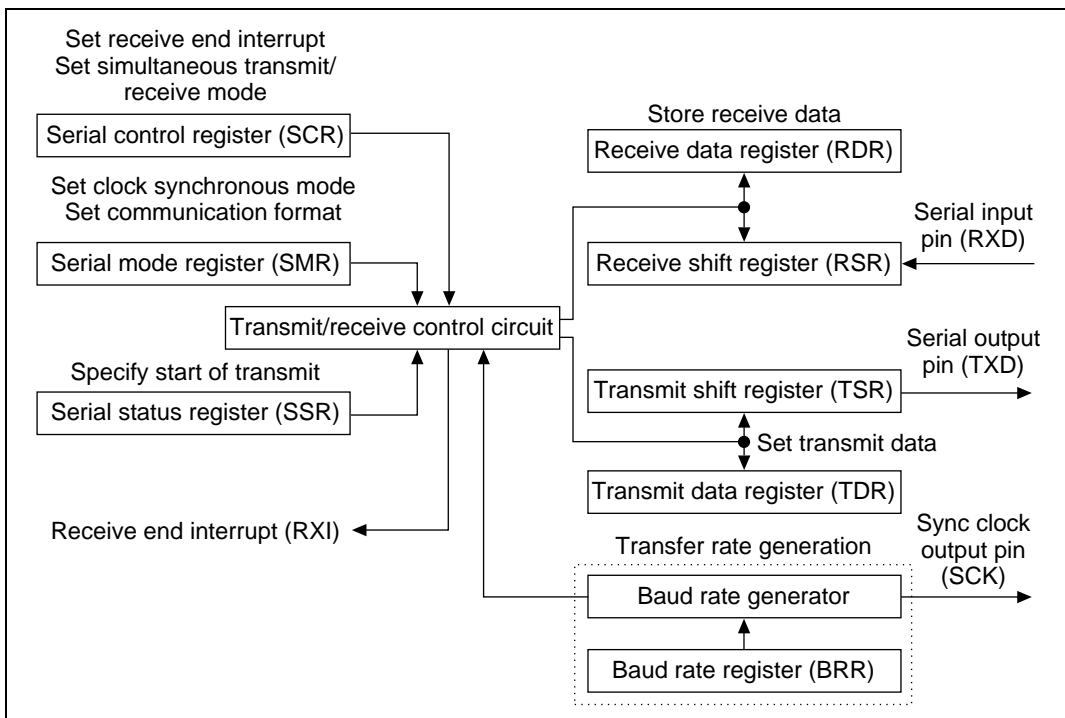 Set receive end interrupt
Set simultaneous transmit/
receive mode
Serial control register (SCR)
Set clock synchronous mode
Set communication format
Serial mode register (SMR)
Transmit/receive control circuit
Specify start of transmit
Serial status register (SSR)
Receive end interrupt (RXI)
Store receive data
Receive data register (RDR)
Receive shift register (RSR)
Serial input
pin (RXD)
Transmit shift register (TSR)
Serial output
pin (TXD)
Set transmit data
Transmit data register (TDR)
Transfer rate generation
Baud rate generator
Baud rate register (BRR)
Sync clock
output pin
(SCK)